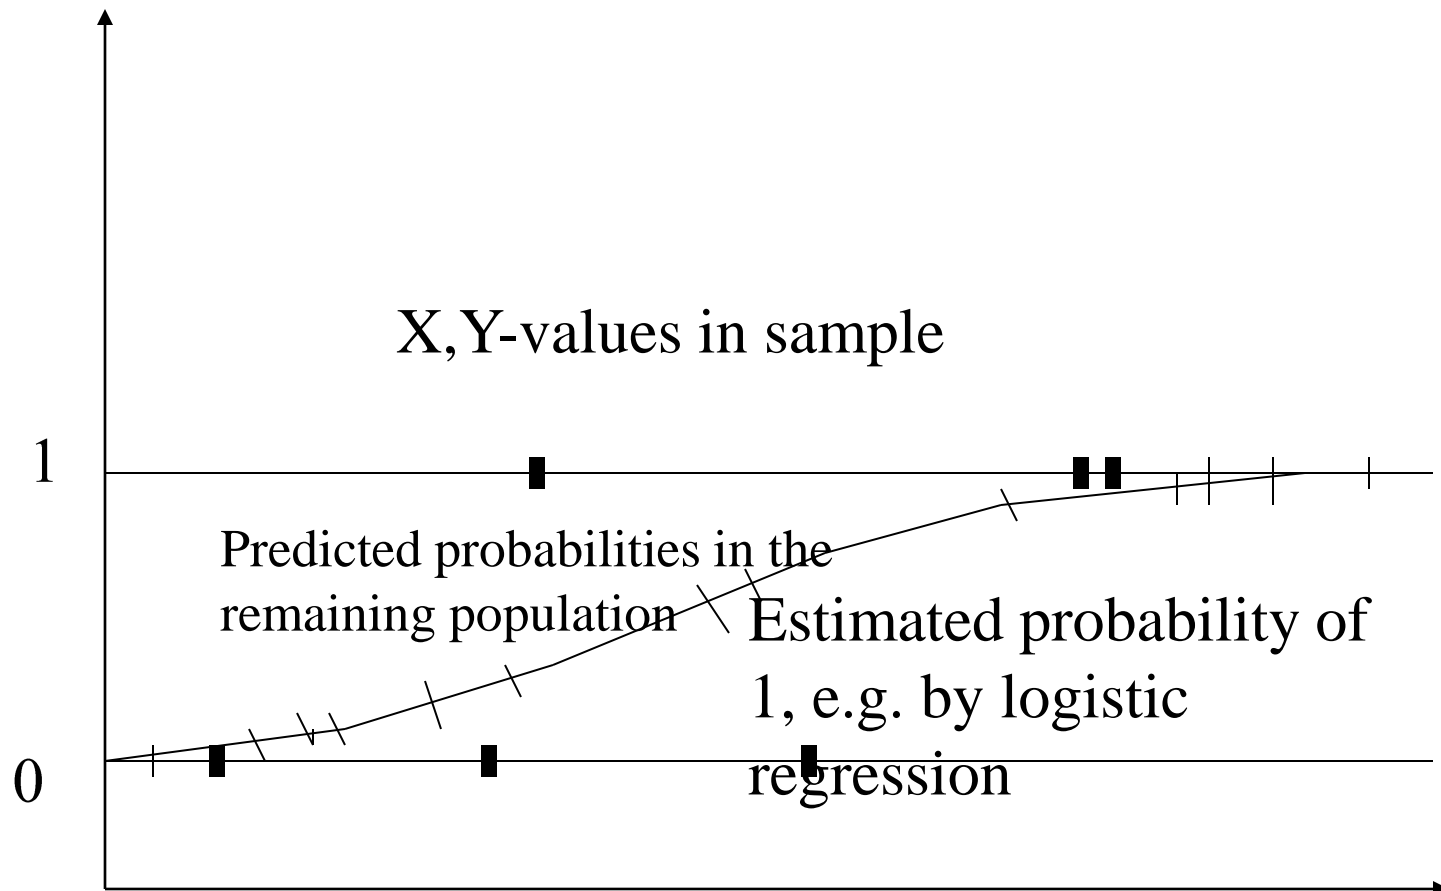 X,Y-values in sample
1
Predicted probabilities in the
remaining population
Estimated probability of
1, e.g. by logistic
regression
0